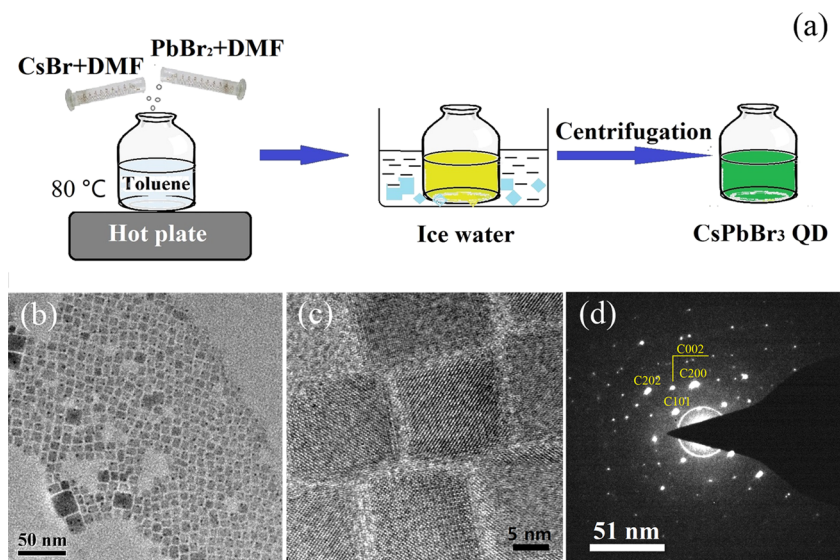 (a)
PbBr₂+DMF
CsBr+DMF
80 °C
Toluene
Hot plate
Ice water
Centrifugation
CsPbBr₃ QD
(b)
50 nm
(c)
5 nm
(d)
C002
C202
C200
C101
51 nm